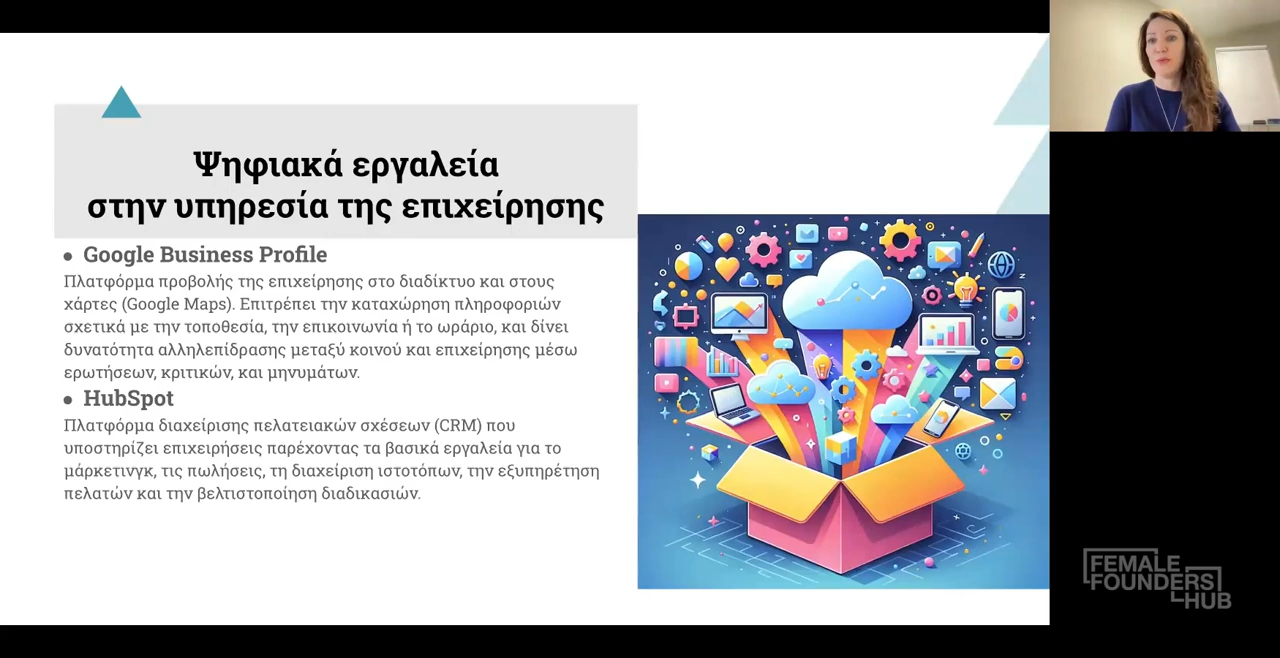 Ψηφιακά εργαλεία
στην υπηρεσία της επιχείρησης
● Google Business Profile
Πλατφόρμα προβολής της επιχείρησης στο διαδίκτυο και στους
χάρτες (Google Maps). Επιτρέπει την καταχώρηση πληροφοριών
σχετικά με την τοποθεσία, την επικοινωνία ή το ωράριο, και δίνει
δυνατότητα αλληλεπίδρασης μεταξύ κοινού και επιχείρησης μέσω
ερωτήσεων, κριτικών, και μηνυμάτων.
● HubSpot
Πλατφόρμα διαχείρισης πελατειακών σχέσεων (CRM) που
υποστηρίζει επιχειρήσεις παρέχοντας τα βασικά εργαλεία για το
μάρκετινγκ, τις πωλήσεις, τη διαχείριση ιστοτόπων, την εξυπηρέτηση
πελατών και την βελτιστοποίηση διαδικασιών.
FEMALE
FOUNDERS
HUB